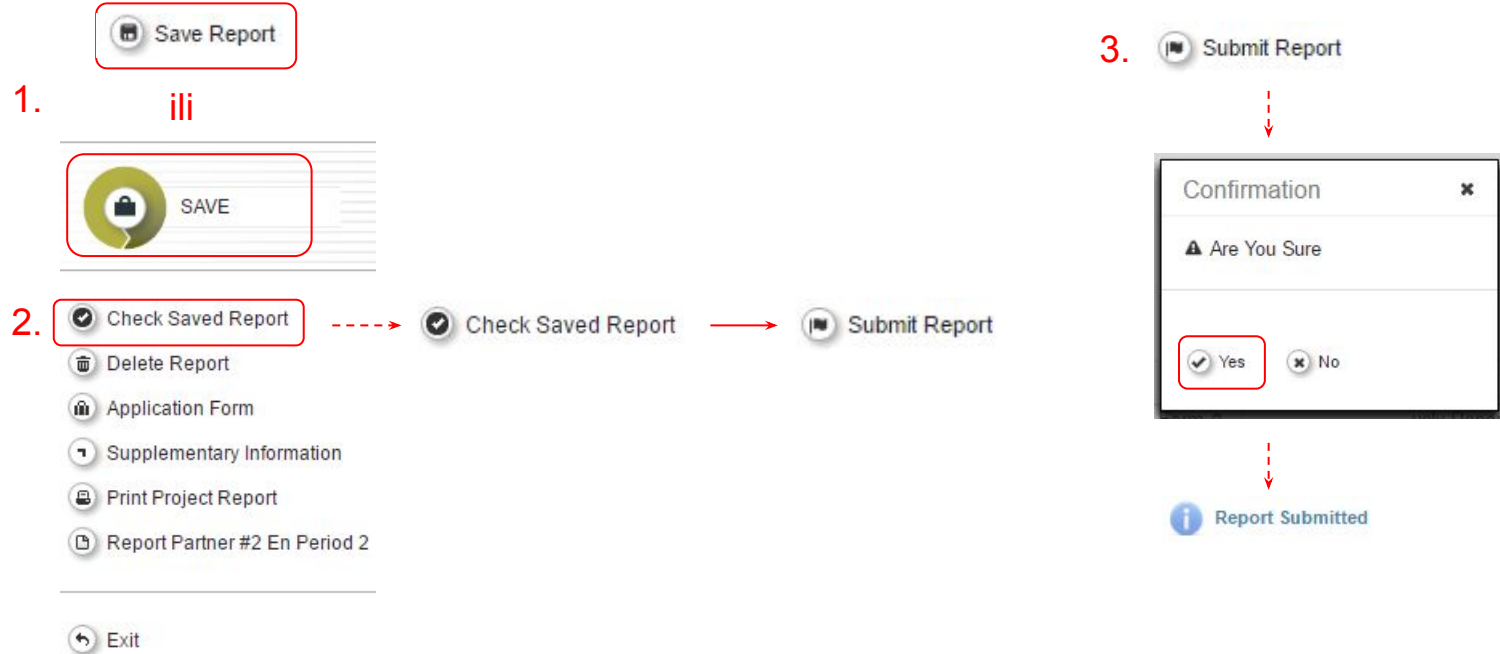 Save Report
1.
ili
SAVE
2.
Check Saved Report
Delete Report
Application Form
Supplementary Information
Print Project Report
Report Partner #2 En Period 2
Exit
Check Saved Report
Submit Report
3.
Submit Report
Confirmation
Are You Sure
Yes
No
Report Submitted